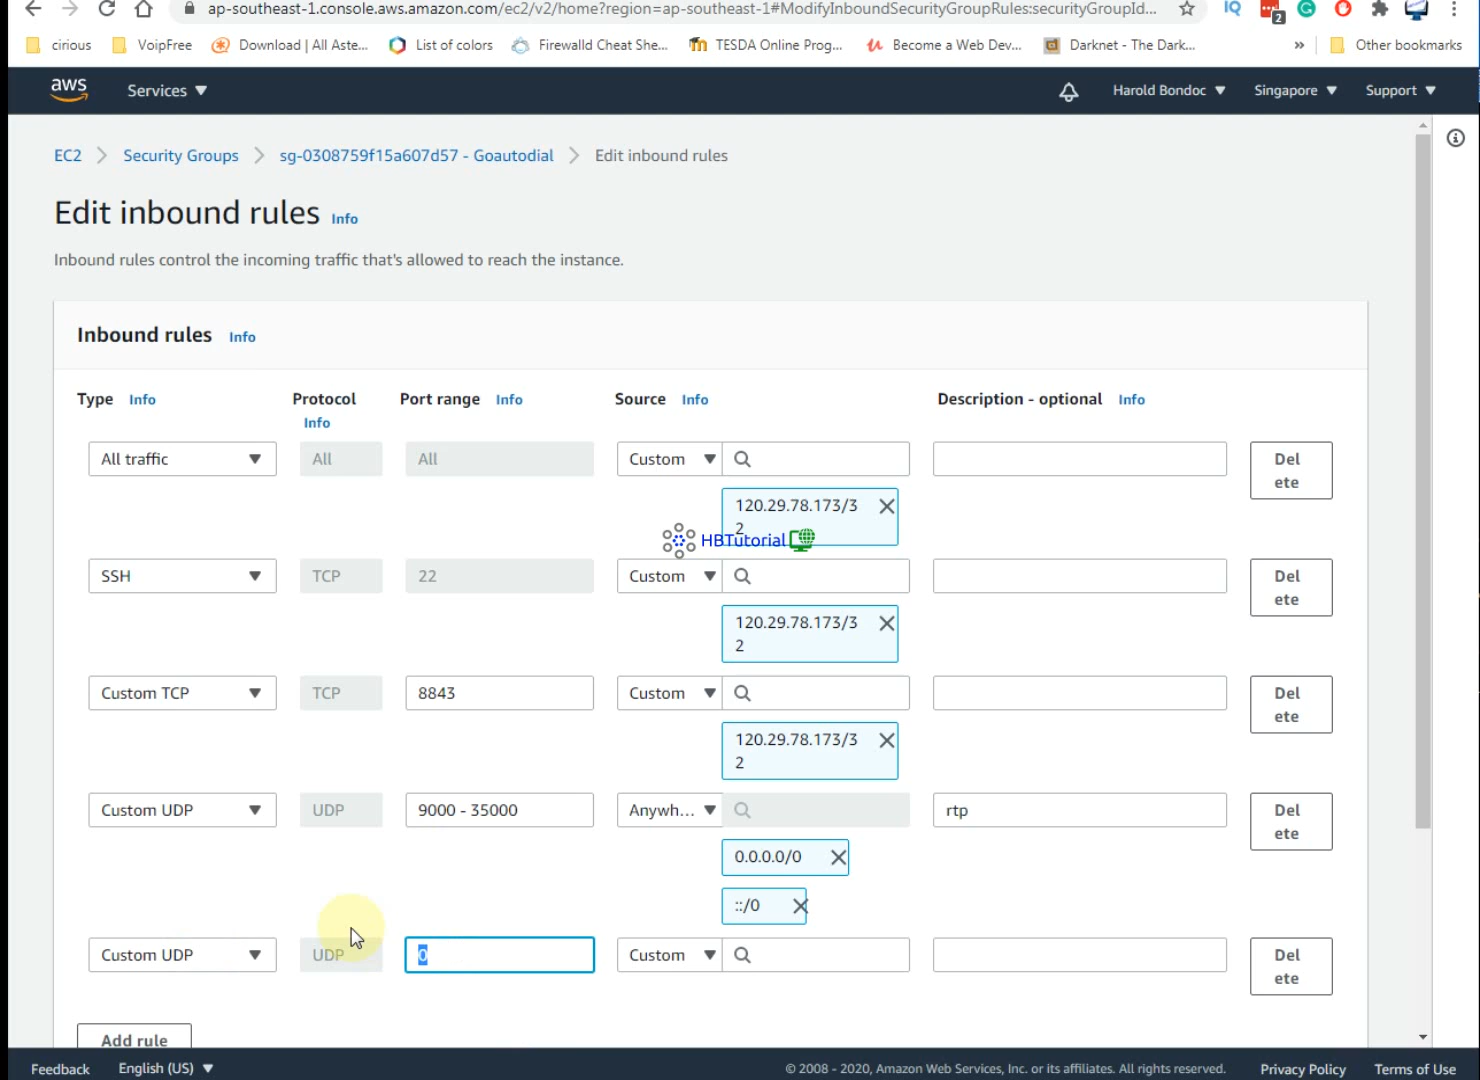 ap-southeast-1.console.aws.amazon.com/ec2/v2/home?region=ap-southeast-1#ModifyInboundSecurityGroupRules:securityGroupId... IQ 2
cirious VoipFree Download | All Aste... List of colors Firewalld Cheat She... TESDA Online Prog... Become a Web Dev... Darknet - The Dark... » Other bookmarks
aws Services Harold Bondoc Singapore Support
EC2 Security Groups sg-0308759f15a607d57 - Goautodial Edit inbound rules
Edit inbound rules Info
Inbound rules control the incoming traffic that's allowed to reach the instance.
Inbound rules Info
Type Info Protocol Info Port range Info Source Info Description - optional Info
All traffic All All Custom Del
ete
120.29.78.173/3
2
HBTutorial
SSH TCP 22 Custom Del
ete
120.29.78.173/3
2
Custom TCP TCP 8843 Custom Del
ete
120.29.78.173/3
2
Custom UDP UDP 9000 - 35000 Anywh... rtp Del
ete
0.0.0.0/0
::/0
Custom UDP UDP 0 Custom Del
ete
Add rule
Feedback English (US) © 2008 - 2020, Amazon Web Services, Inc. or its affiliates. All rights reserved. Privacy Policy Terms of Use